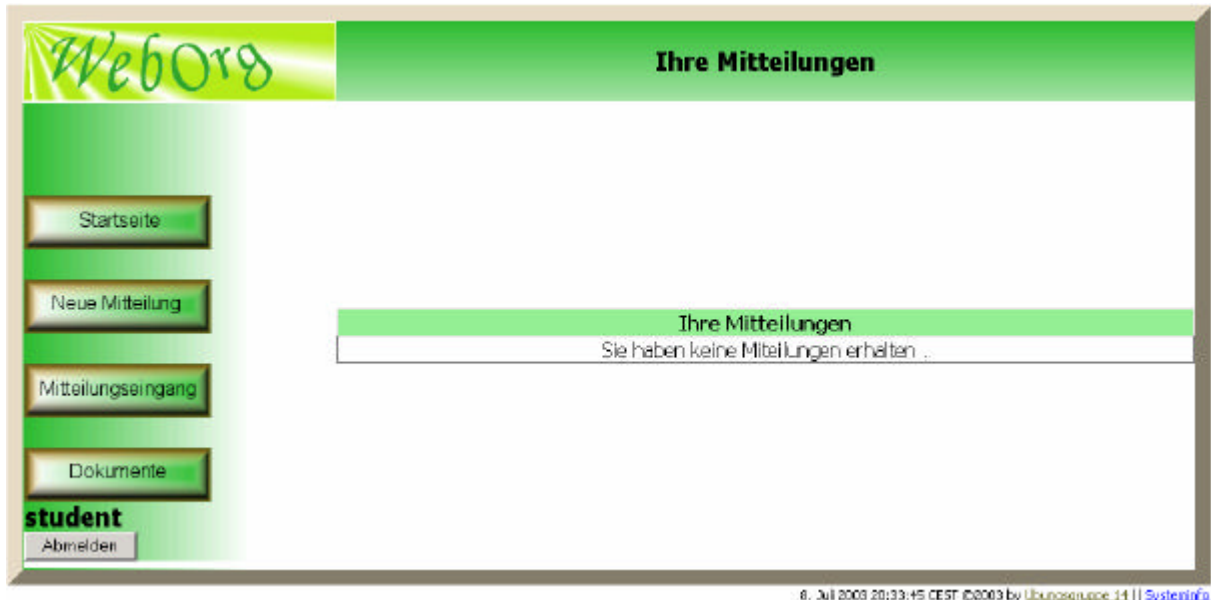 WebOrg
Ihre Mitteilungen
Startseite
Neue Mitteilung
Mitteilungseingang
Dokumente
student
Abmelden
Ihre Mitteilungen
Sie haben keine Miteilungen erhalten .
8. Juli 2003 20:33:45 CEST ©2003 by Übungsgruppe 14 || Systeminfo